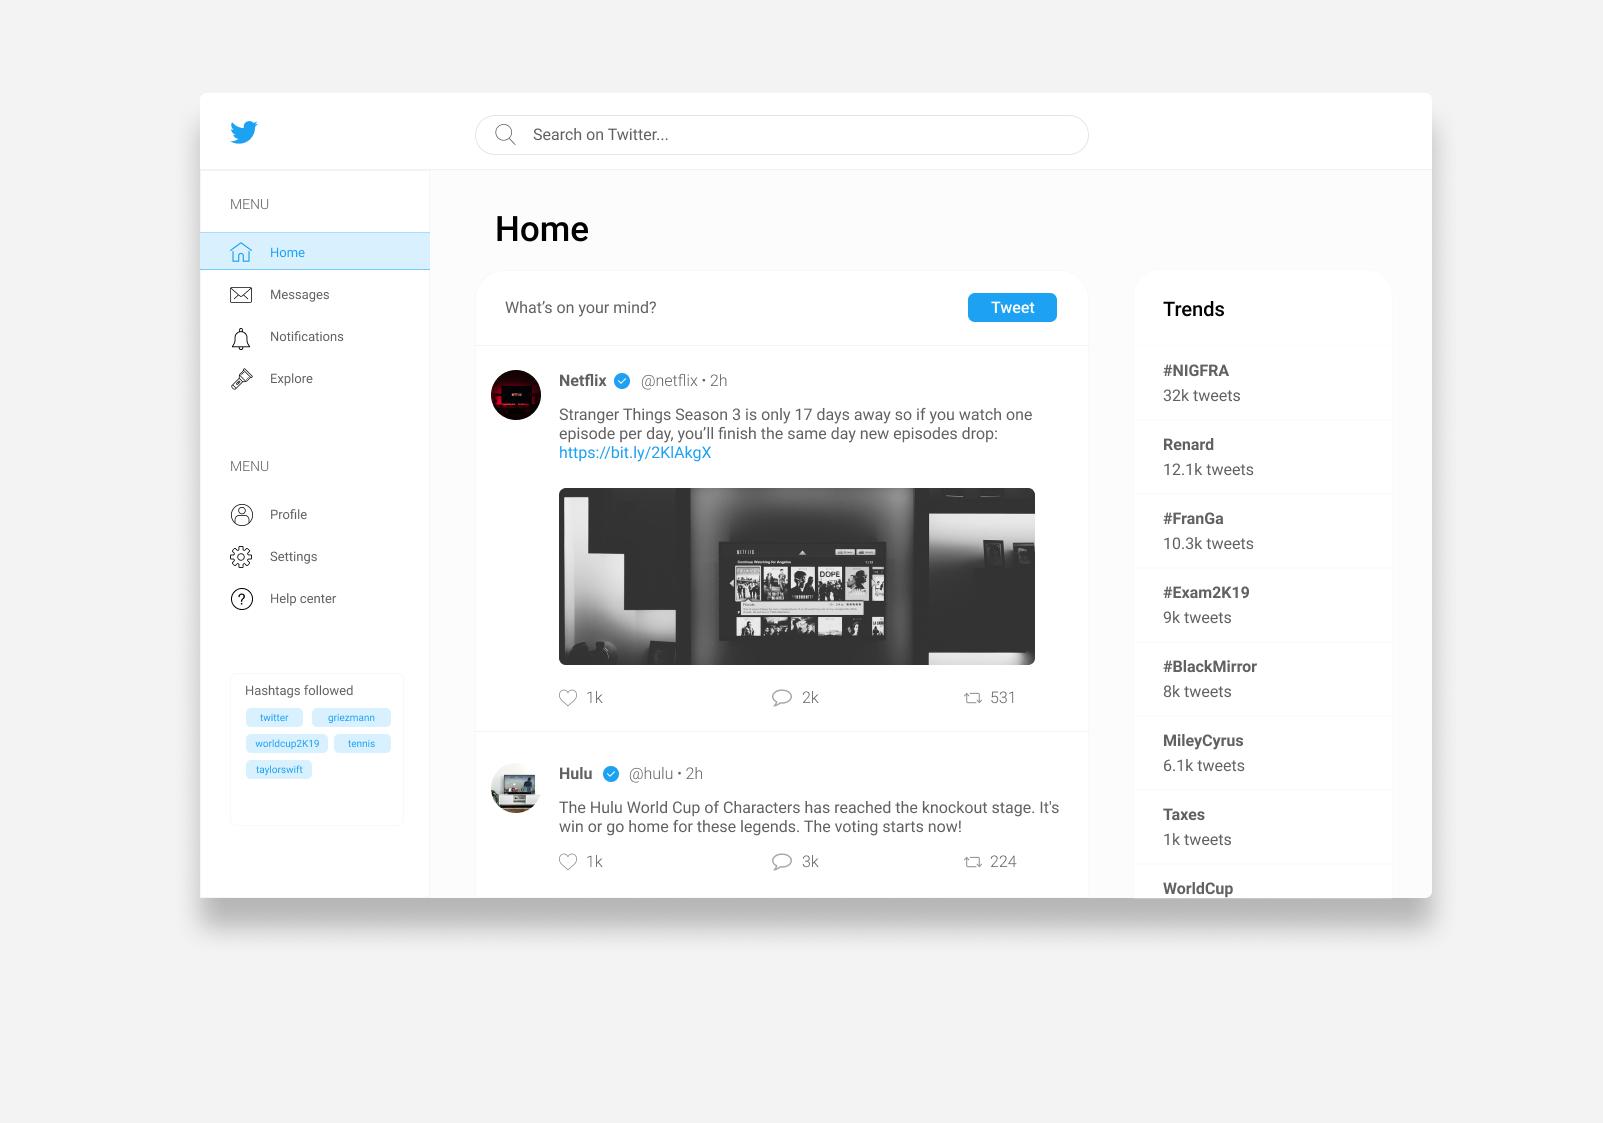 Search on Twitter...
MENU
Home
Messages
Notifications
Explore
MENU
Profile
Settings
Help center
Hashtags followed
twitter griezmann
worldcup2K19 tennis
taylorswift
Home
What's on your mind? Tweet
Netflix @netflix • 2h
Stranger Things Season 3 is only 17 days away so if you watch one
episode per day, you'll finish the same day new episodes drop:
https://bit.ly/2KlAkgX
NETFLIX
Continue Watching for Angelos
DOPE
1k 2k 531
Hulu @hulu • 2h
The Hulu World Cup of Characters has reached the knockout stage. It's
win or go home for these legends. The voting starts now!
1k 3k 224
Trends
#NIGFRA
32k tweets
Renard
12.1k tweets
#FranGa
10.3k tweets
#Exam2K19
9k tweets
#BlackMirror
8k tweets
MileyCyrus
6.1k tweets
Taxes
1k tweets
WorldCup